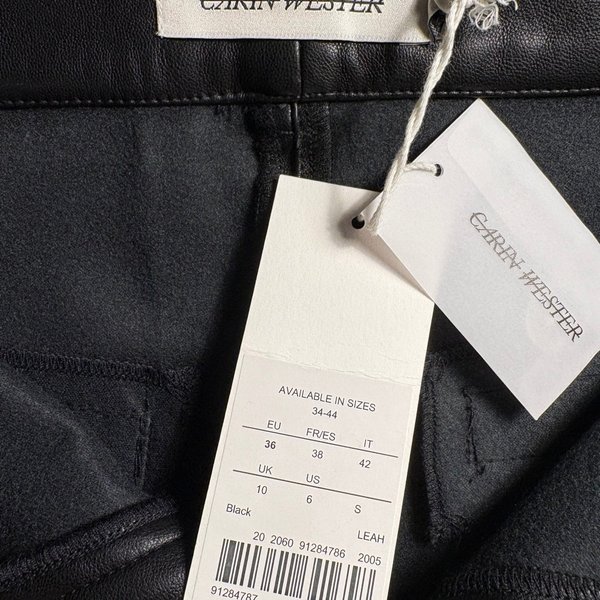 CARIN WESTER
CARIN WESTER
AVAILABLE IN SIZES
34-44
EU FR/ES IT
36 38 42
UK US
10 6 S
Black LEAH
20 2060 91284786 2005
91284787